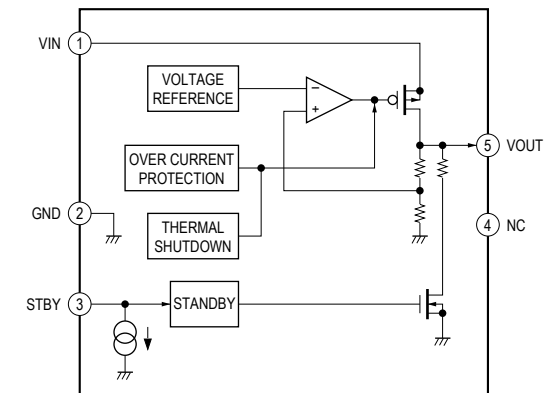 VIN 1
VOLTAGE
REFERENCE
−
+
5 VOUT
OVER CURRENT
PROTECTION
GND 2
THERMAL
SHUTDOWN
4 NC
STBY 3
STANDBY